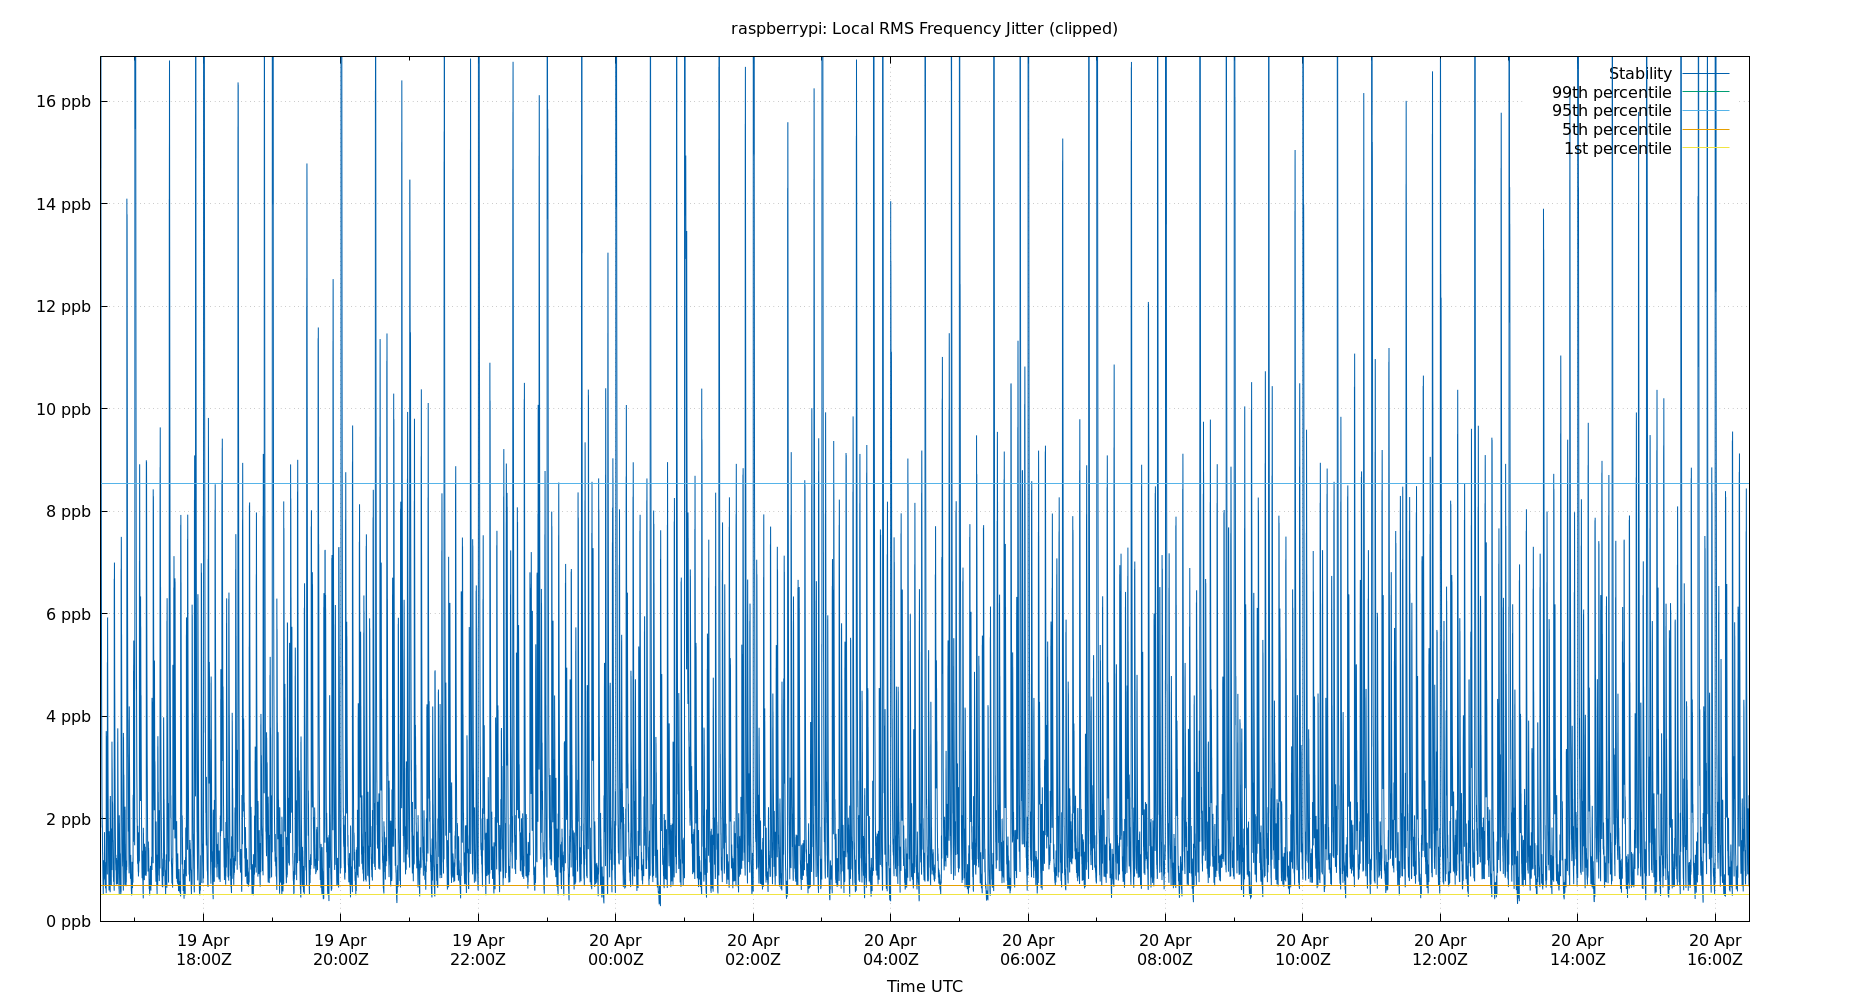 raspberrypi: Local RMS Frequency Jitter (clipped)
Stability
99th percentile
95th percentile
5th percentile
1st percentile
16 ppb
14 ppb
12 ppb
10 ppb
8 ppb
6 ppb
4 ppb
2 ppb
0 ppb
19 Apr 19 Apr 19 Apr 20 Apr 20 Apr 20 Apr 20 Apr 20 Apr 20 Apr 20 Apr 20 Apr 20 Apr
18:00Z 20:00Z 22:00Z 00:00Z 02:00Z 04:00Z 06:00Z 08:00Z 10:00Z 12:00Z 14:00Z 16:00Z
Time UTC